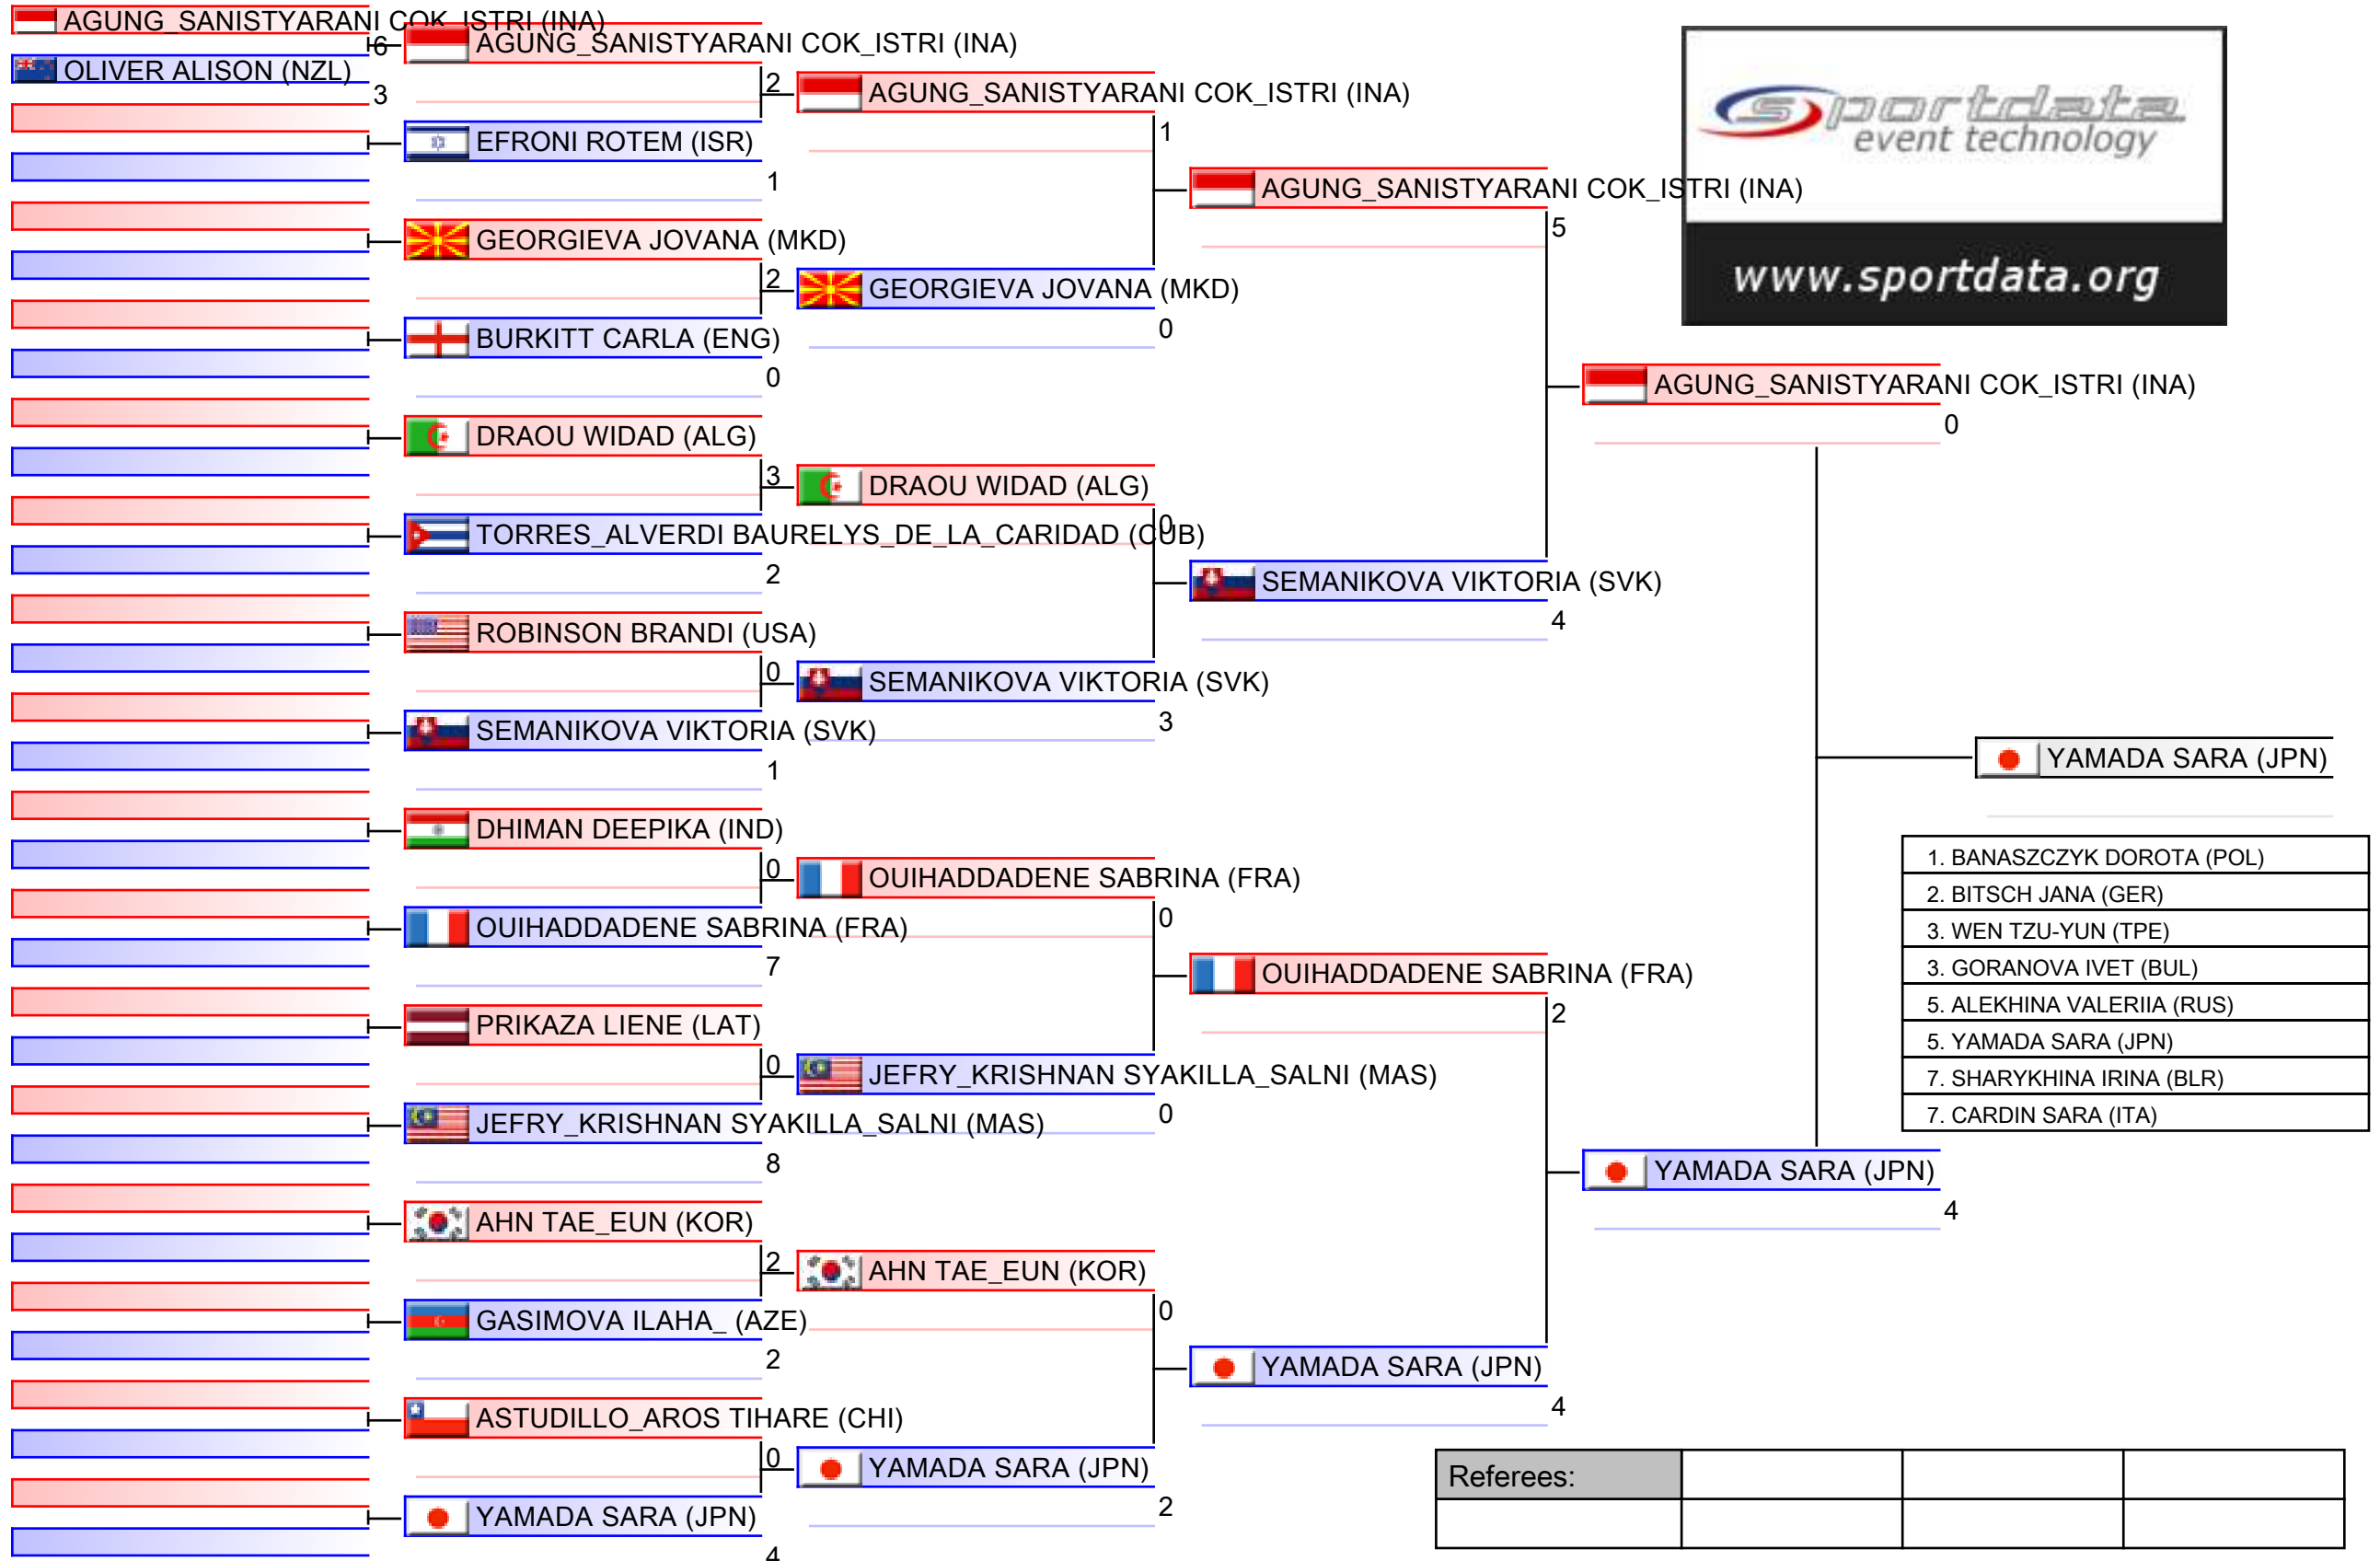 AGUNG_SANISTYARANI COK_ISTRI (INA)
6
OLIVER ALISON (NZL)
3
AGUNG_SANISTYARANI COK_ISTRI (INA)
2
EFRONI ROTEM (ISR)
1
GEORGIEVA JOVANA (MKD)
2
BURKITT CARLA (ENG)
0
DRAOU WIDAD (ALG)
3
TORRES_ALVERDI BAURELYS_DE_LA_CARIDAD (CUB)
2
ROBINSON BRANDI (USA)
0
SEMANIKOVA VIKTORIA (SVK)
1
DHIMAN DEEPIKA (IND)
0
OUIHADDADENE SABRINA (FRA)
7
PRIKAZA LIENE (LAT)
0
JEFRY_KRISHNAN SYAKILLA_SALNI (MAS)
8
AHN TAE_EUN (KOR)
2
GASIMOVA ILAHA_ (AZE)
2
ASTUDILLO_AROS TIHARE (CHI)
0
YAMADA SARA (JPN)
4
AGUNG_SANISTYARANI COK_ISTRI (INA)
1
GEORGIEVA JOVANA (MKD)
0
DRAOU WIDAD (ALG)
0
SEMANIKOVA VIKTORIA (SVK)
3
OUIHADDADENE SABRINA (FRA)
0
JEFRY_KRISHNAN SYAKILLA_SALNI (MAS)
0
AHN TAE_EUN (KOR)
0
YAMADA SARA (JPN)
2
AGUNG_SANISTYARANI COK_ISTRI (INA)
5
SEMANIKOVA VIKTORIA (SVK)
4
OUIHADDADENE SABRINA (FRA)
2
YAMADA SARA (JPN)
4
AGUNG_SANISTYARANI COK_ISTRI (INA)
0
YAMADA SARA (JPN)
4
YAMADA SARA (JPN)
sportdata
event technology
www.sportdata.org
1. BANASZCZYK DOROTA (POL)
2. BITSCH JANA (GER)
3. WEN TZU-YUN (TPE)
3. GORANOVA IVET (BUL)
5. ALEKHINA VALERIIA (RUS)
5. YAMADA SARA (JPN)
7. SHARYKHINA IRINA (BLR)
7. CARDIN SARA (ITA)
Referees: